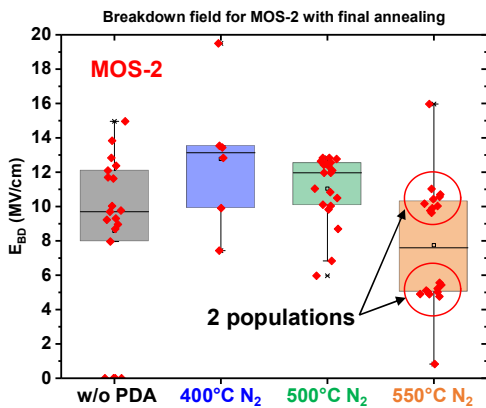 Breakdown field for MOS-2 with final annealing
MOS-2
E_BD (MV/cm)
20
18
16
14
12
10
8
6
4
2
0
2 populations
w/o PDA 400°C N₂ 500°C N₂ 550°C N₂